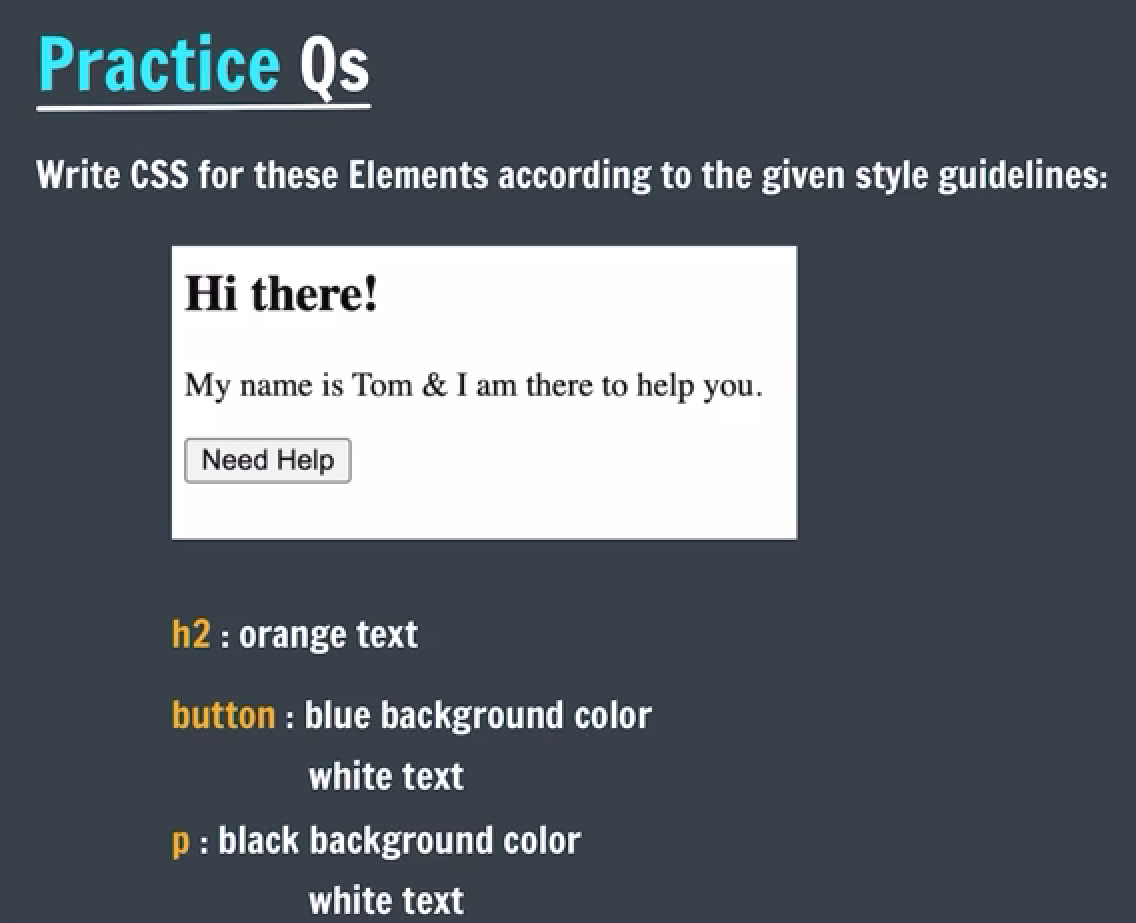 Practice Qs
Write CSS for these Elements according to the given style guidelines:
Hi there!
My name is Tom & I am there to help you.
Need Help
h2 : orange text
button : blue background color
white text
p : black background color
white text